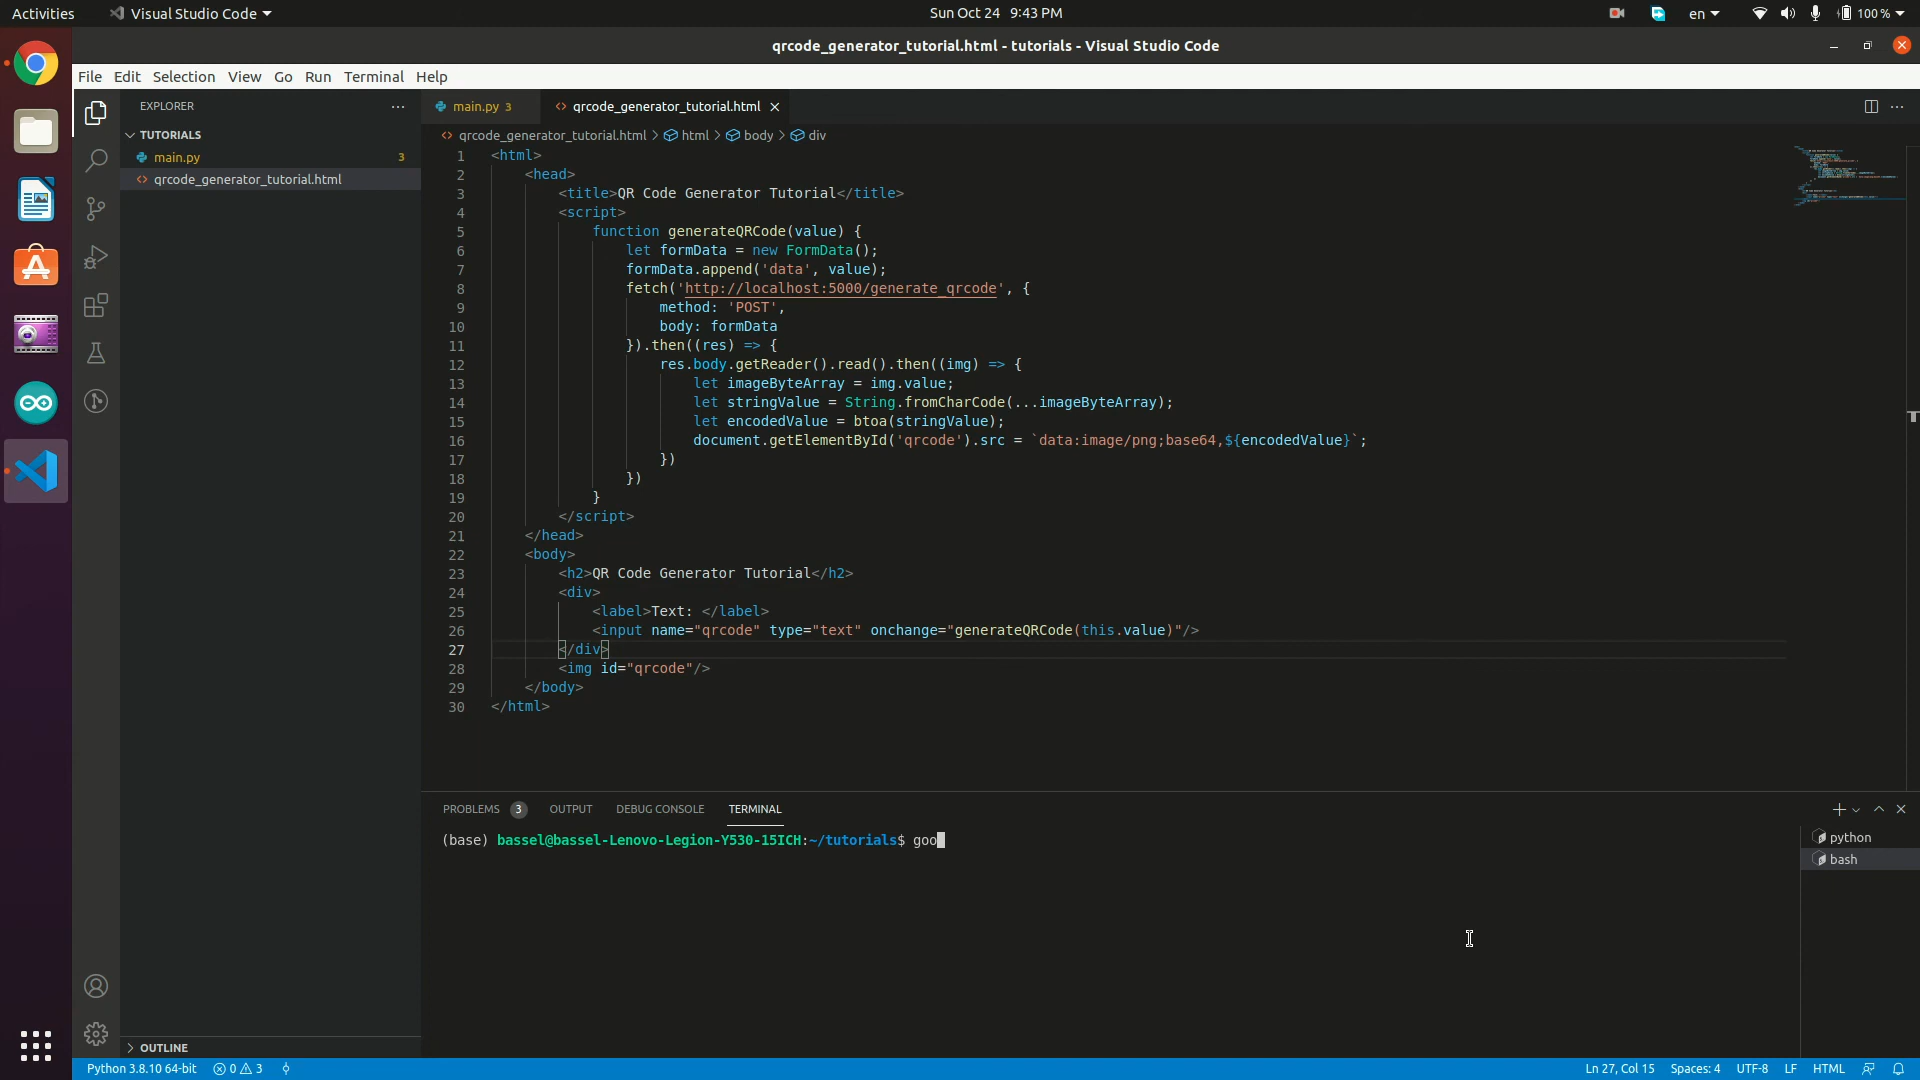 Activities Visual Studio Code Sun Oct 24 9:43 PM en 100 %
qrcode_generator_tutorial.html - tutorials - Visual Studio Code
File Edit Selection View Go Run Terminal Help
EXPLORER
TUTORIALS
main.py 3
qrcode_generator_tutorial.html
OUTLINE
main.py 3 qrcode_generator_tutorial.html
qrcode_generator_tutorial.html > html > body > div
1 <html>
2 <head>
3 <title>QR Code Generator Tutorial</title>
4 <script>
5 function generateQRCode(value) {
6 let formData = new FormData();
7 formData.append('data', value);
8 fetch('http://localhost:5000/generate_qrcode', {
9 method: 'POST',
10 body: formData
11 }).then((res) => {
12 res.body.getReader().read().then((img) => {
13 let imageByteArray = img.value;
14 let stringValue = String.fromCharCode(...imageByteArray);
15 let encodedValue = btoa(stringValue);
16 document.getElementById('qrcode').src = `data:image/png;base64,${encodedValue}`;
17 })
18 })
19 }
20 </script>
21 </head>
22 <body>
23 <h2>QR Code Generator Tutorial</h2>
24 <div>
25 <label>Text: </label>
26 <input name="qrcode" type="text" onchange="generateQRCode(this.value)"/>
27 </div>
28 <img id="qrcode"/>
29 </body>
30 </html>
PROBLEMS 3 OUTPUT DEBUG CONSOLE TERMINAL
(base) bassel@bassel-Lenovo-Legion-Y530-15ICH:~/tutorials$ goo
python
bash
Python 3.8.10 64-bit 0 3 Ln 27, Col 15 Spaces: 4 UTF-8 LF HTML